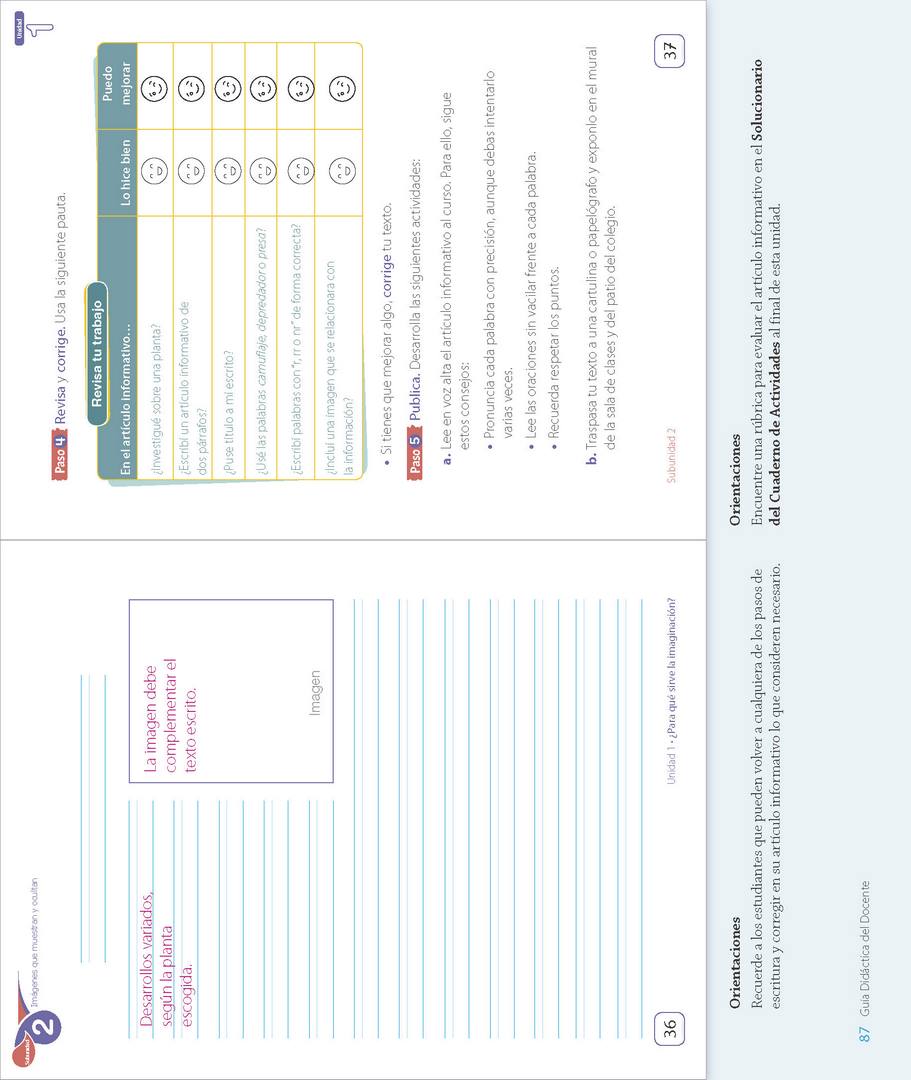 Subunidad
2
Imágenes que muestran y ocultan
Desarrollos variados,
según la planta
escogida.
La imagen debe
complementar el
texto escrito.
Imagen
36
Unidad 1 • ¿Para qué sirve la imaginación?
Unidad
1
Paso 4 Revisa y corrige. Usa la siguiente pauta.
Revisa tu trabajo
En el artículo informativo… Lo hice bien Puedo
mejorar
¿Investigué sobre una planta?
¿Escribí un artículo informativo de
dos párrafos?
¿Puse título a mi escrito?
¿Usé las palabras camuflaje, depredador o presa?
¿Escribí palabras con “r, rr o nr” de forma correcta?
¿Incluí una imagen que se relacionara con
la información?
• Si tienes que mejorar algo, corrige tu texto.
Paso 5 Publica. Desarrolla las siguientes actividades:
a. Lee en voz alta el artículo informativo al curso. Para ello, sigue
estos consejos:
• Pronuncia cada palabra con precisión, aunque debas intentarlo
varias veces.
• Lee las oraciones sin vacilar frente a cada palabra.
• Recuerda respetar los puntos.
b. Traspasa tu texto a una cartulina o papelógrafo y exponlo en el mural
de la sala de clases y del patio del colegio.
Subunidad 2
37
Orientaciones
Recuerde a los estudiantes que pueden volver a cualquiera de los pasos de
escritura y corregir en su artículo informativo lo que consideren necesario.
Orientaciones
Encuentre una rúbrica para evaluar el artículo informativo en el Solucionario
del Cuaderno de Actividades al final de esta unidad.
87 Guía Didáctica del Docente